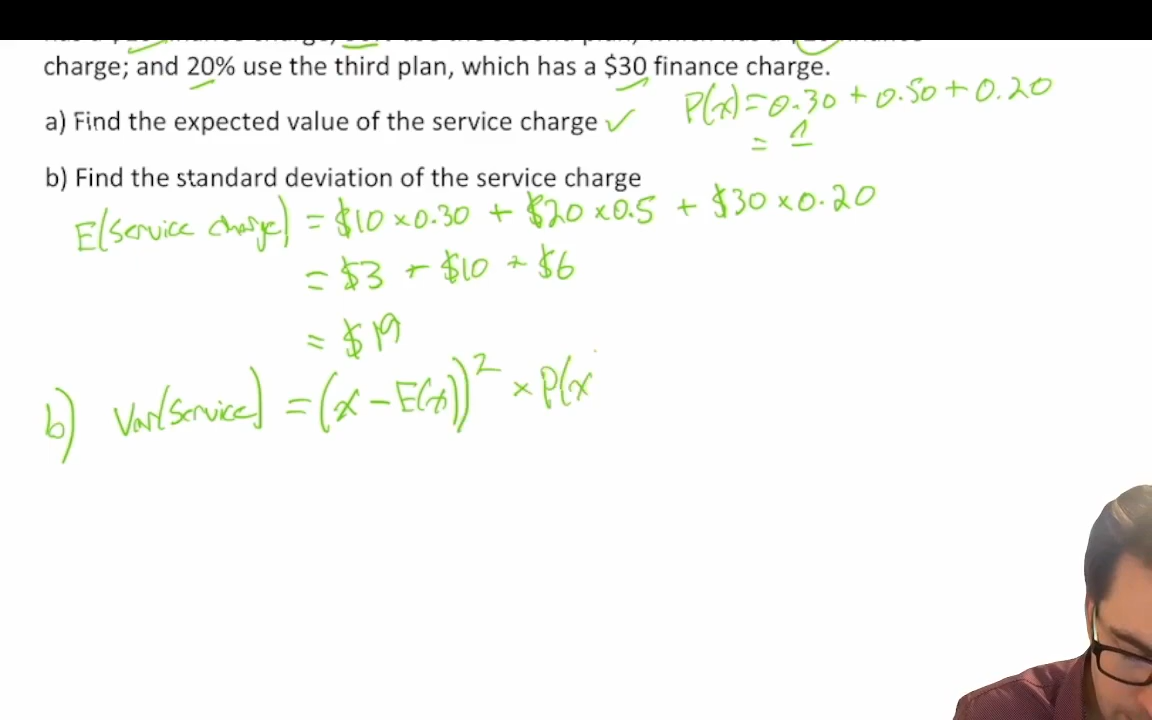 charge; and 20% use the third plan, which has a $30 finance charge.
P(x) = 0.30 + 0.50 + 0.20
= 1
a) Find the expected value of the service charge ✓
b) Find the standard deviation of the service charge
E(service charge) = $10 × 0.30 + $20 × 0.5 + $30 × 0.20
= $3 + $10 + $6
= $19
b) Var(Service) = (x - E(x))² × P(x